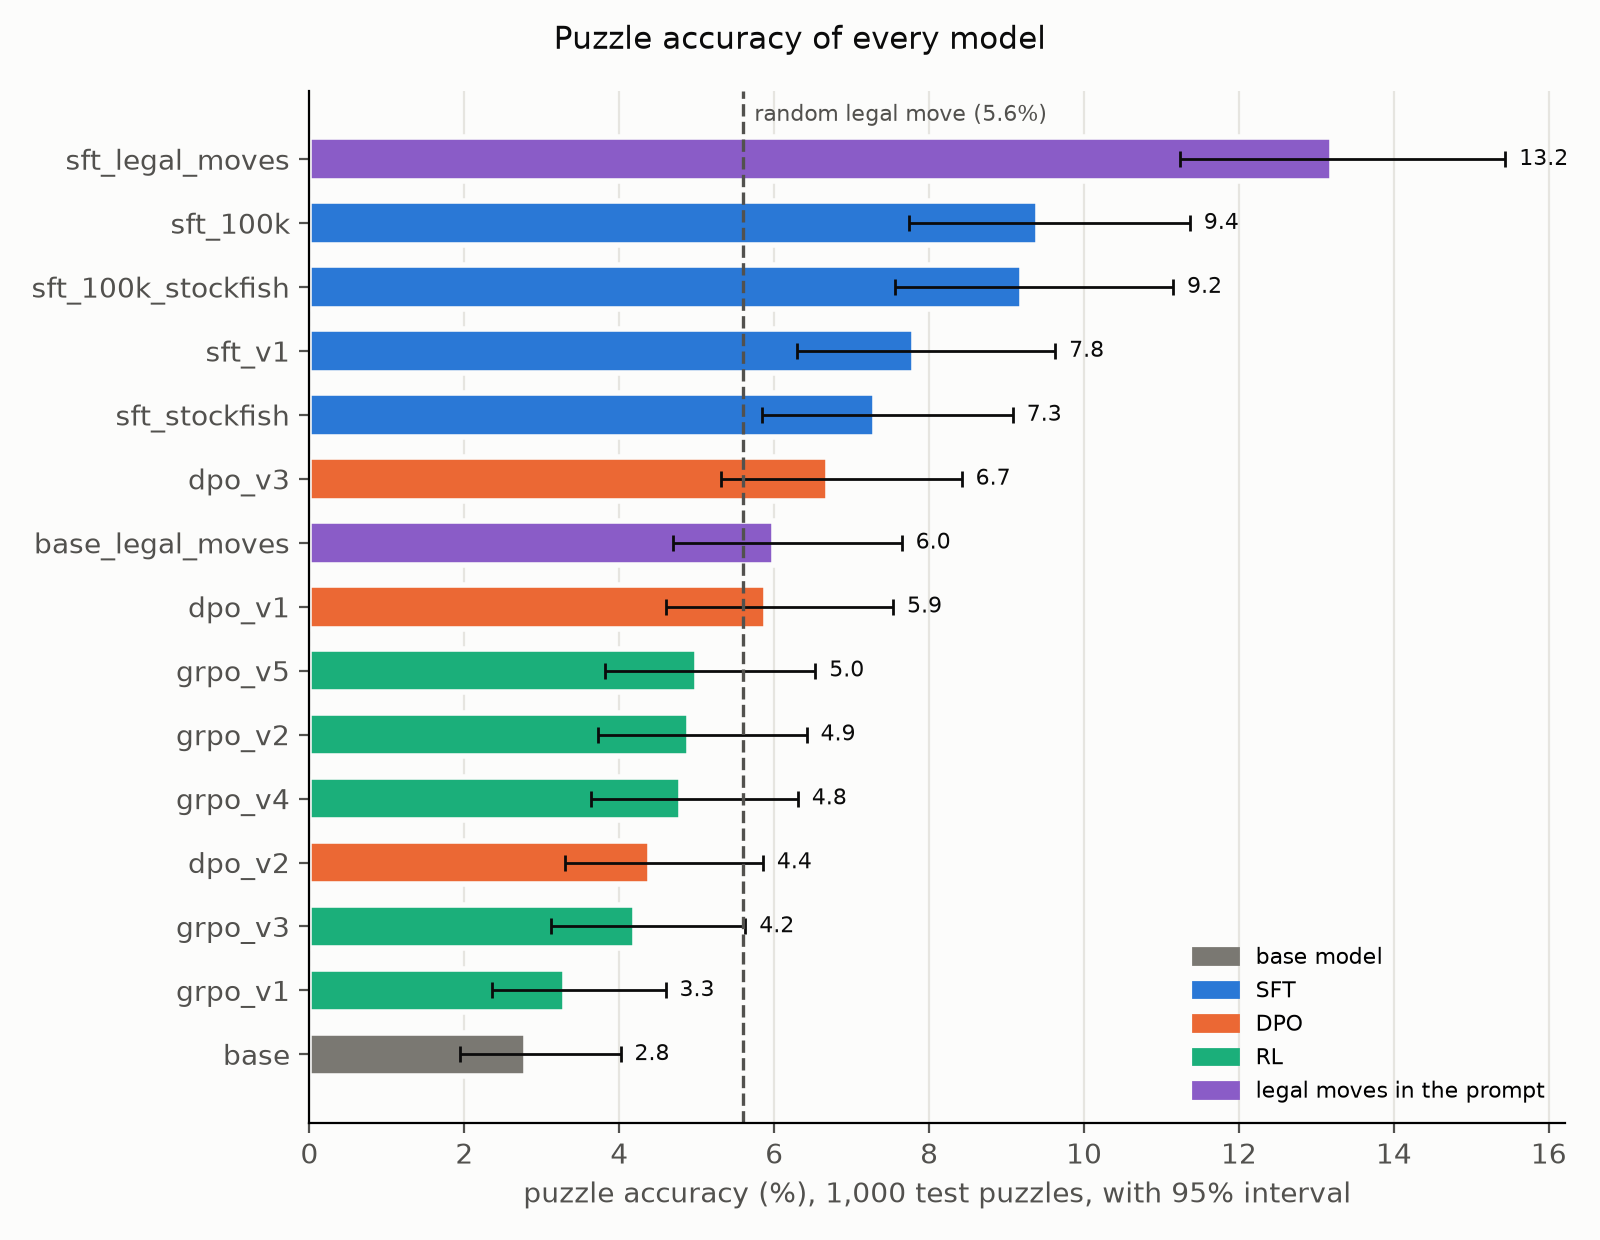 Puzzle accuracy of every model
random legal move (5.6%)
sft_legal_moves 13.2
sft_100k 9.4
sft_100k_stockfish 9.2
sft_v1 7.8
sft_stockfish 7.3
dpo_v3 6.7
base_legal_moves 6.0
dpo_v1 5.9
grpo_v5 5.0
grpo_v2 4.9
grpo_v4 4.8
dpo_v2 4.4
grpo_v3 4.2
grpo_v1 3.3
base 2.8
base model
SFT
DPO
RL
legal moves in the prompt
0 2 4 6 8 10 12 14 16
puzzle accuracy (%), 1,000 test puzzles, with 95% interval